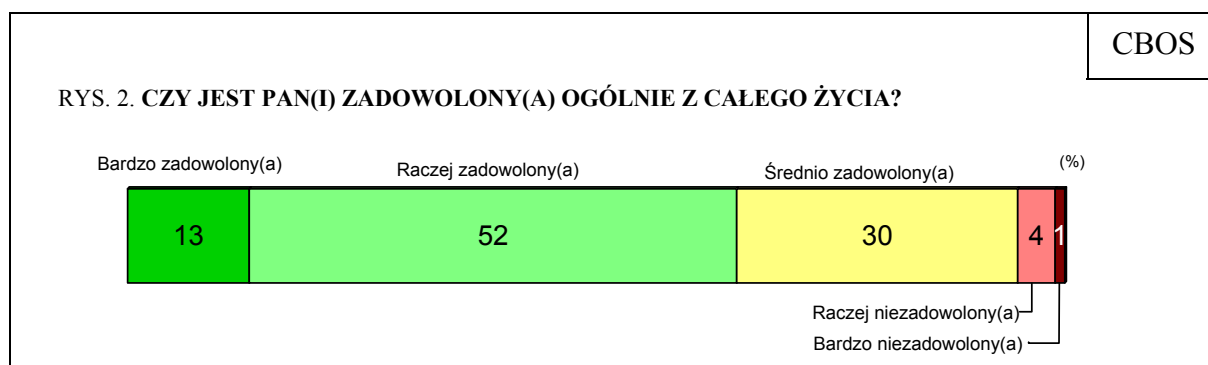 CBOS
RYS. 2. CZY JEST PAN(I) ZADOWOLONY(A) OGÓLNIE Z CAŁEGO ŻYCIA?
Bardzo zadowolony(a) Raczej zadowolony(a) Średnio zadowolony(a) (%)
13 52 30 4 1
Raczej niezadowolony(a)
Bardzo niezadowolony(a)